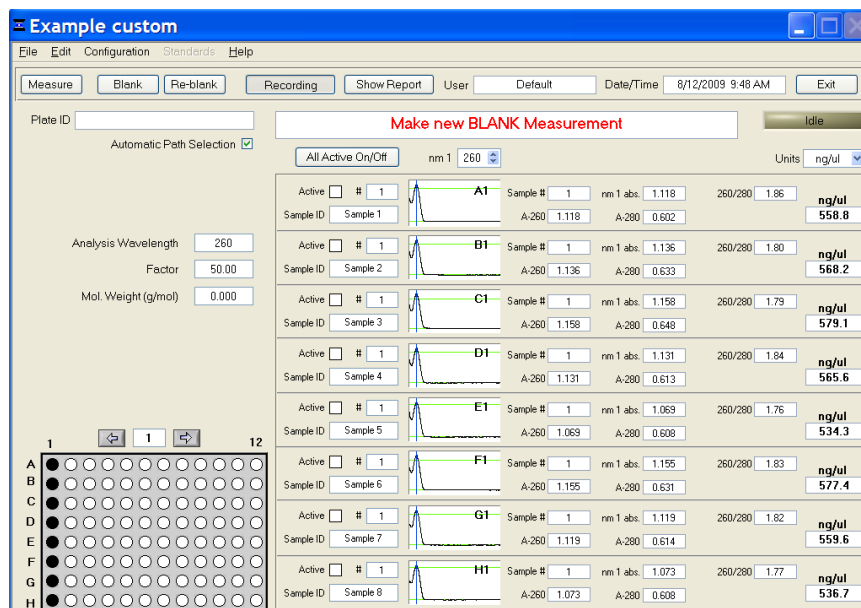 Example custom
File Edit Configuration Standards Help
Measure Blank Re-blank Recording Show Report User Default Date/Time 8/12/2009 9:48 AM Exit
Plate ID Make new BLANK Measurement Idle
Automatic Path Selection
All Active On/Off nm 1 260 Units ng/ul
Active # 1 A1 Sample # 1 nm 1 abs. 1.118 260/280 1.86 ng/ul
Sample ID Sample 1 A-260 1.118 A-280 0.602 558.8
Active # 1 B1 Sample # 1 nm 1 abs. 1.136 260/280 1.80 ng/ul
Sample ID Sample 2 A-260 1.136 A-280 0.633 568.2
Active # 1 C1 Sample # 1 nm 1 abs. 1.158 260/280 1.79 ng/ul
Sample ID Sample 3 A-260 1.158 A-280 0.648 579.1
Active # 1 D1 Sample # 1 nm 1 abs. 1.131 260/280 1.84 ng/ul
Sample ID Sample 4 A-260 1.131 A-280 0.613 565.6
Active # 1 E1 Sample # 1 nm 1 abs. 1.069 260/280 1.76 ng/ul
Sample ID Sample 5 A-260 1.069 A-280 0.608 534.3
Active # 1 F1 Sample # 1 nm 1 abs. 1.155 260/280 1.83 ng/ul
Sample ID Sample 6 A-260 1.155 A-280 0.631 577.4
Active # 1 G1 Sample # 1 nm 1 abs. 1.119 260/280 1.82 ng/ul
Sample ID Sample 7 A-260 1.119 A-280 0.614 559.6
Active # 1 H1 Sample # 1 nm 1 abs. 1.073 260/280 1.77 ng/ul
Sample ID Sample 8 A-260 1.073 A-280 0.608 536.7
Analysis Wavelength 260
Factor 50.00
Mol. Weight (g/mol) 0.000
1 1 12
A
B
C
D
E
F
G
H